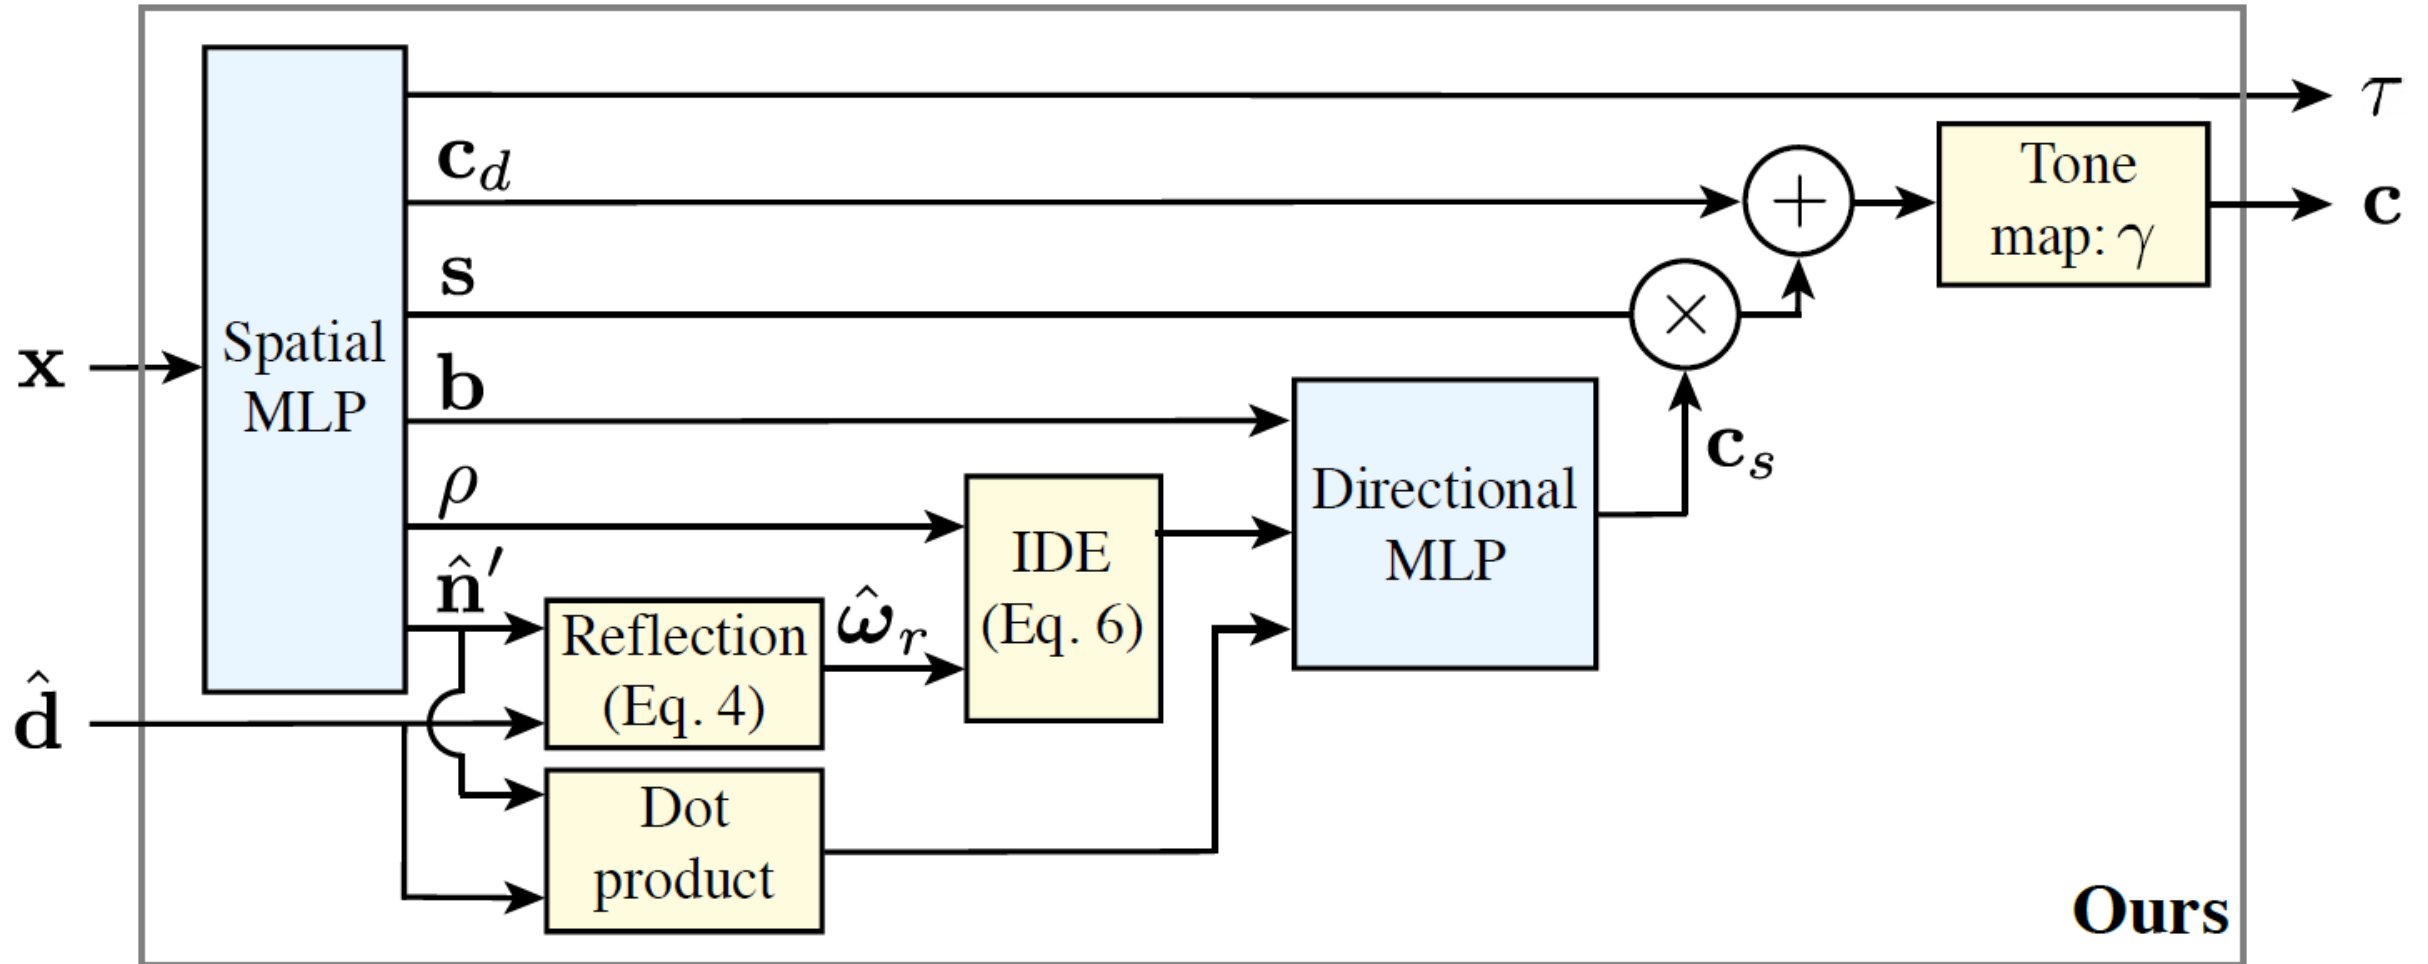 τ
c_d
Tone
map: γ
c
s
Spatial
MLP
x
b
c_s
Directional
MLP
ρ
IDE
(Eq. 6)
n̂′
Reflection
(Eq. 4)
ω̂_r
d̂
Dot
product
+
×
Ours